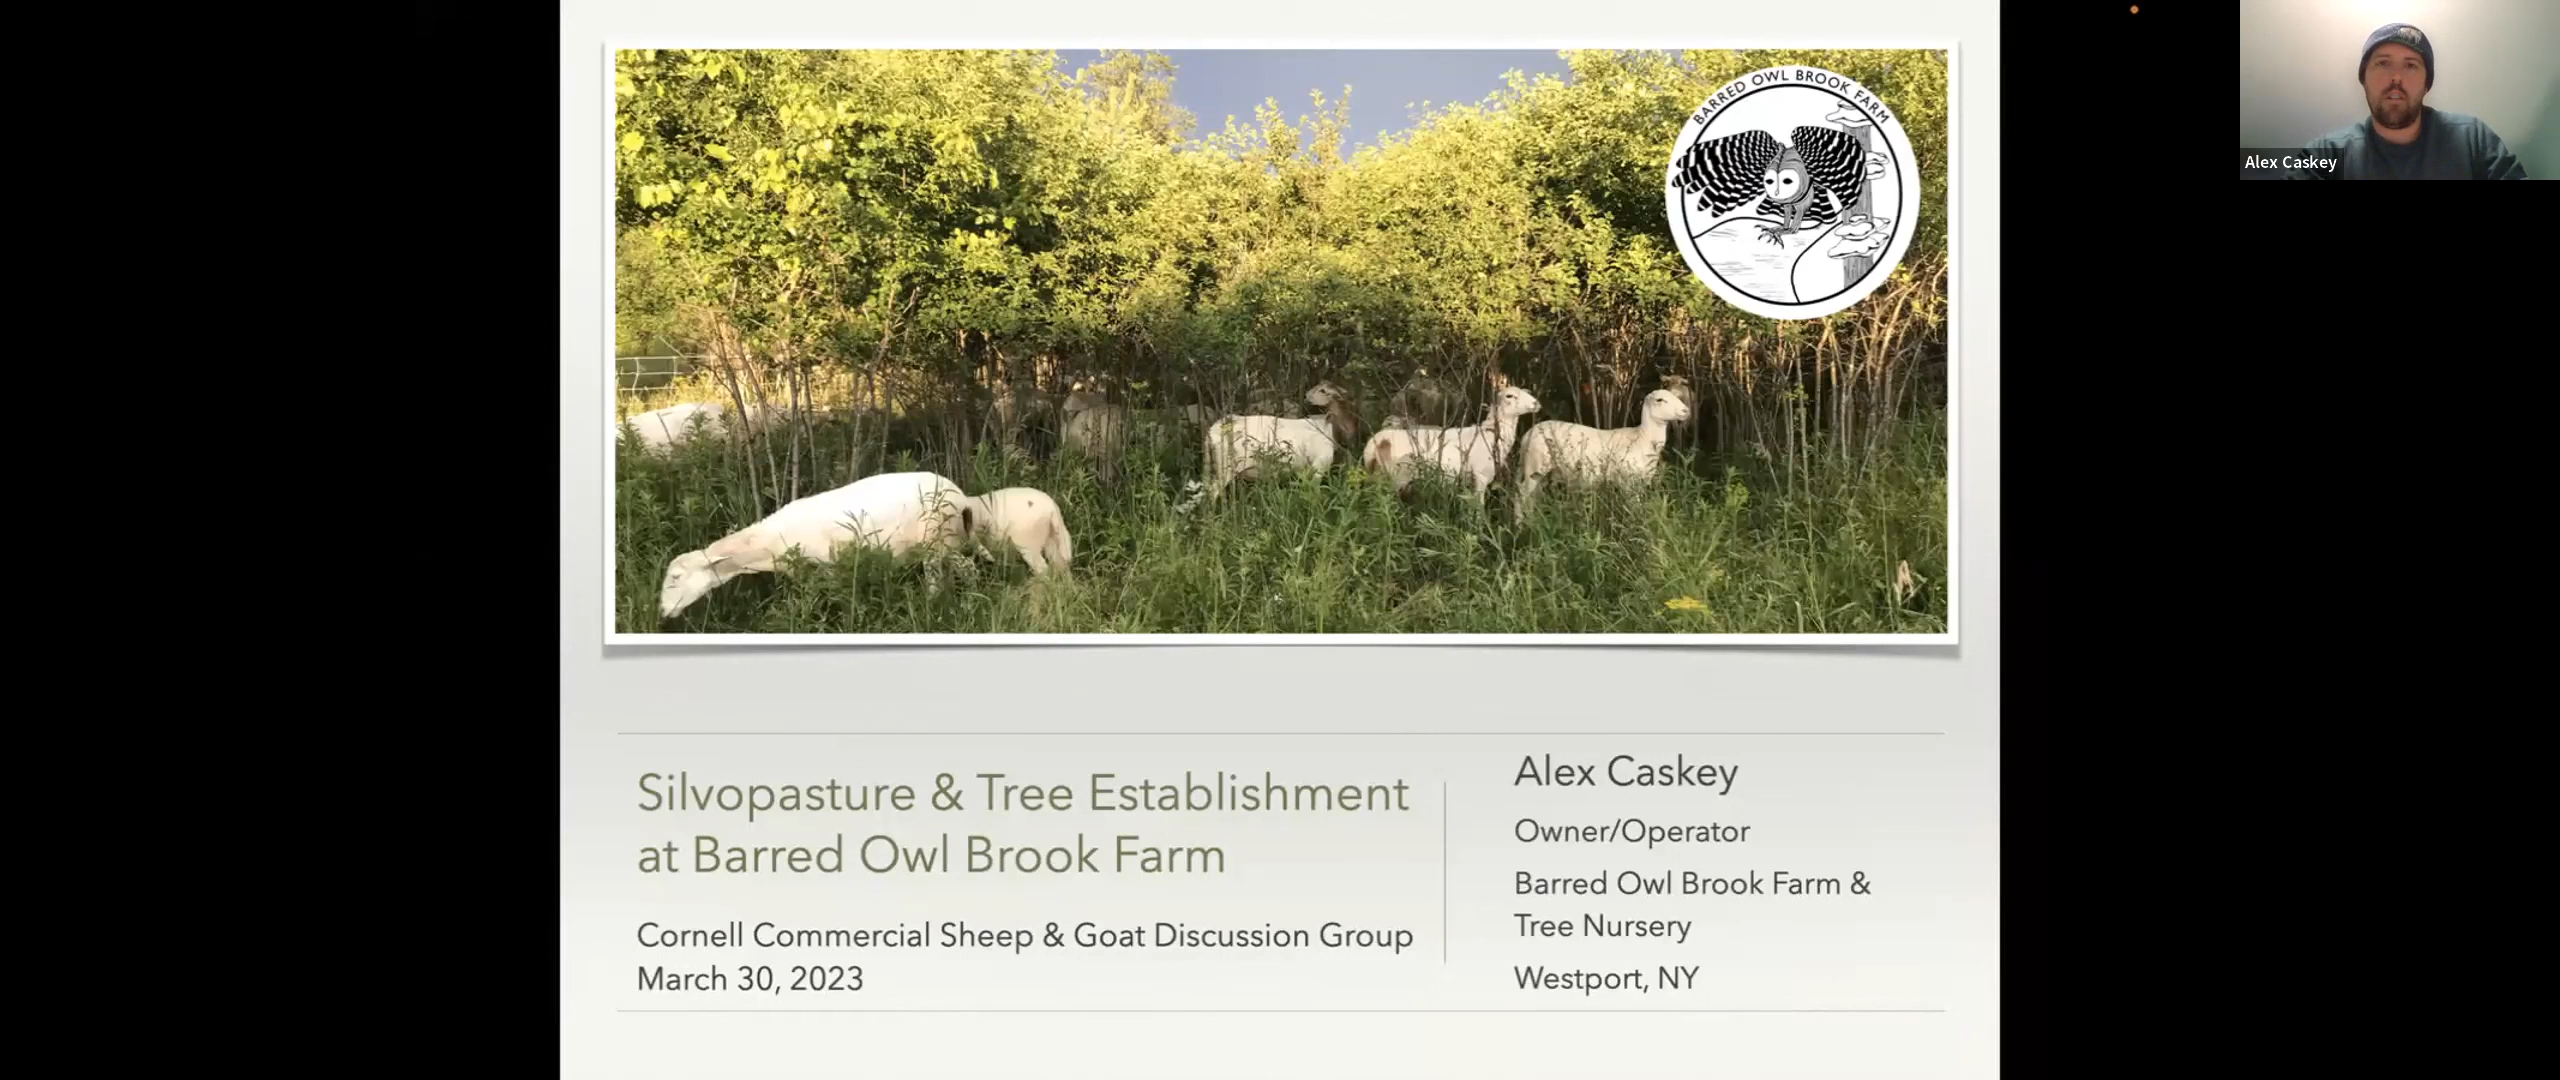 BARRED OWL BROOK FARM
Alex Caskey
Silvopasture & Tree Establishment
at Barred Owl Brook Farm
Cornell Commercial Sheep & Goat Discussion Group
March 30, 2023
Alex Caskey
Owner/Operator
Barred Owl Brook Farm &
Tree Nursery
Westport, NY